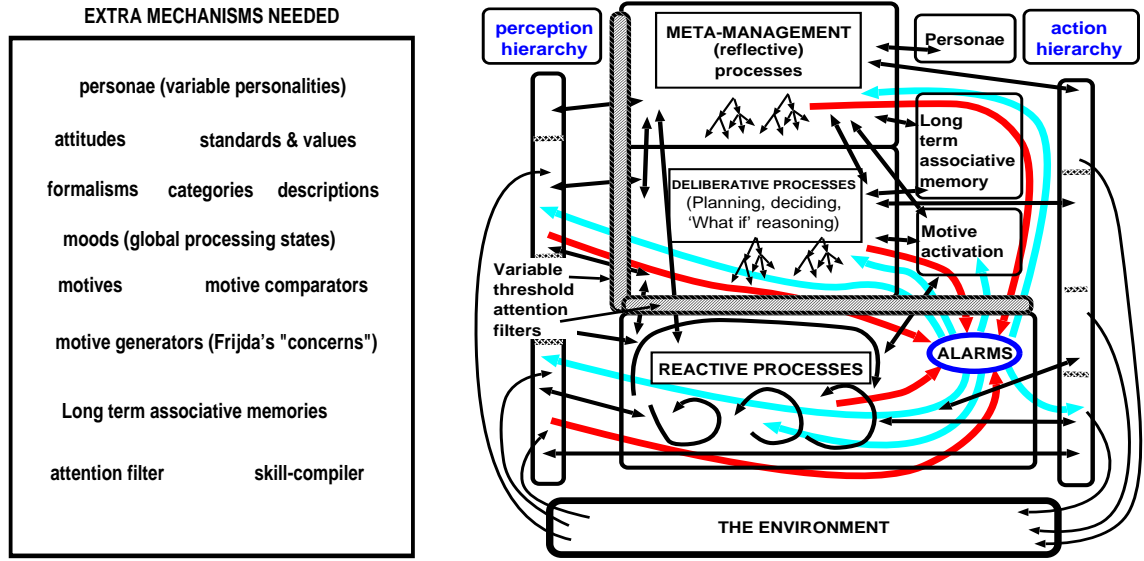 EXTRA MECHANISMS NEEDED
personae (variable personalities)
attitudes standards & values
formalisms categories descriptions
moods (global processing states)
motives motive comparators
motive generators (Frijda's "concerns")
Long term associative memories
attention filter skill-compiler
perception
hierarchy
META-MANAGEMENT
(reflective)
processes
Personae
action
hierarchy
Long
term
associative
memory
DELIBERATIVE PROCESSES
(Planning, deciding,
'What if' reasoning)
Motive
activation
Variable
threshold
attention
filters
ALARMS
REACTIVE PROCESSES
THE ENVIRONMENT